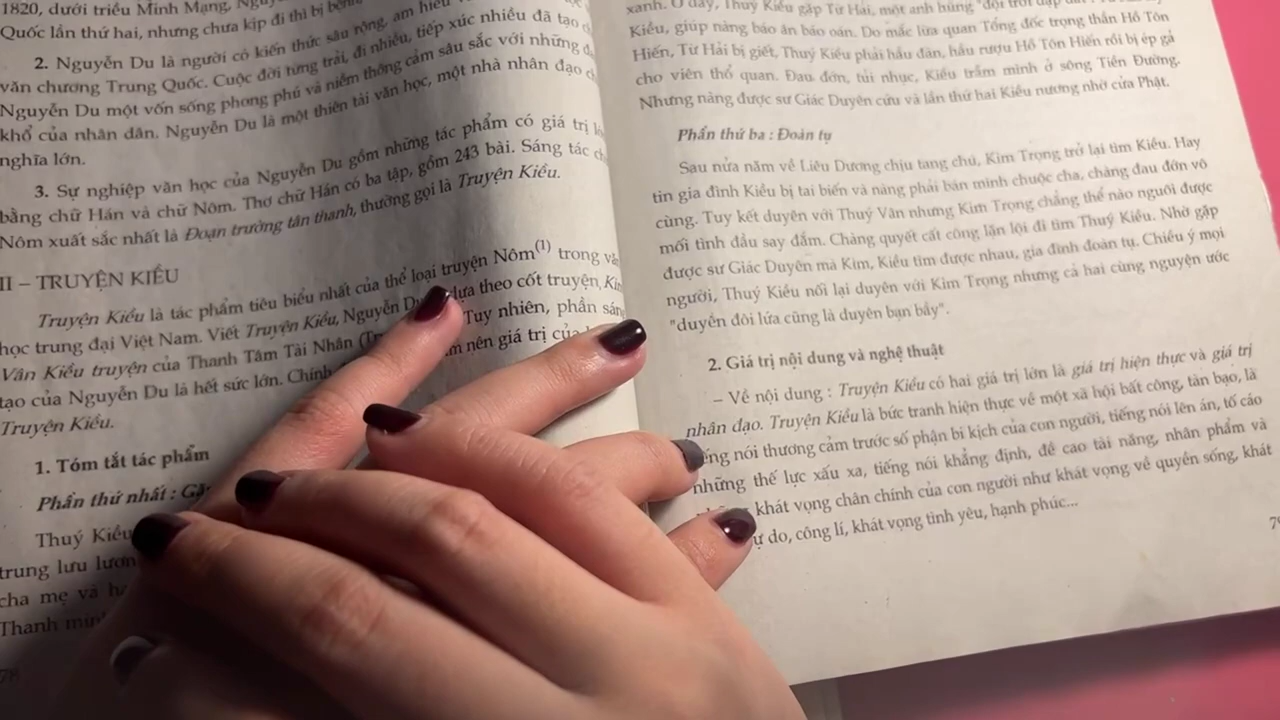 1820, dưới triều Minh Mạng,
Quốc lần thứ hai, nhưng chưa kịp đi thì bị
2. Nguyễn Du là người có kiến thức sâu rộng, am hiểu
văn chương Trung Quốc. Cuộc đời từng trải, đi nhiều, tiếp xúc nhiều đã tạo
Nguyễn Du một vốn sống phong phú và niềm thông cảm sâu sắc với những
khổ của nhân dân. Nguyễn Du là một thiên tài văn học, một nhà nhân đạo
nghĩa lớn.
3. Sự nghiệp văn học của Nguyễn Du gồm những tác phẩm có giá trị
bằng chữ Hán và chữ Nôm. Thơ chữ Hán có ba tập, gồm 243 bài. Sáng tác
Nôm xuất sắc nhất là Đoạn trường tân thanh, thường gọi là Truyện Kiều.
II – TRUYỆN KIỀU
Truyện Kiều là tác phẩm tiêu biểu nhất của thể loại truyện Nôm(1) trong
học trung đại Việt Nam. Viết Truyện Kiều, Nguyễn Du dựa theo cốt truyện
Vân Kiều truyện của Thanh Tâm Tài Nhân Tuy nhiên, phần
tạo của Nguyễn Du là hết sức lớn. Chính nên giá trị của
Truyện Kiều.
1. Tóm tắt tác phẩm
Phần thứ nhất :
Thuý Kiều
trung lưu
cha mẹ và
Thanh
78
xanh. Ở đây, Thuý Kiều gặp Từ Hải, một anh hùng "đội trời đạp
Kiều, giúp nàng báo ân báo oán. Do mắc lừa quan Tổng đốc trọng thần Hồ Tôn
Hiến, Từ Hải bị giết, Thuý Kiều phải hầu đàn, hầu rượu Hồ Tôn Hiến rồi bị ép gả
cho viên thổ quan. Đau đớn, tủi nhục, Kiều trẫm mình ở sông Tiền Đường.
Nhưng nàng được sư Giác Duyên cứu và lần thứ hai Kiều nương nhờ cửa Phật.
Phần thứ ba : Đoàn tụ
Sau nửa năm về Liêu Dương chịu tang chú, Kim Trọng trở lại tìm Kiều. Hay
tin gia đình Kiều bị tai biến và nàng phải bán mình chuộc cha, chàng đau đớn vô
cùng. Tuy kết duyên với Thuý Vân nhưng Kim Trọng chẳng thể nào nguôi được
mối tình đầu say đắm. Chàng quyết cất công lặn lội đi tìm Thuý Kiều. Nhờ gặp
được sư Giác Duyên mà Kim, Kiều tìm được nhau, gia đình đoàn tụ. Chiều ý mọi
người, Thuý Kiều nối lại duyên với Kim Trọng nhưng cả hai cùng nguyện ước
"duyên đôi lứa cũng là duyên bạn bầy".
2. Giá trị nội dung và nghệ thuật
– Về nội dung : Truyện Kiều có hai giá trị lớn là giá trị hiện thực và giá trị
nhân đạo. Truyện Kiều là bức tranh hiện thực về một xã hội bất công, tàn bạo, là
nói thương cảm trước số phận bi kịch của con người, tiếng nói lên án, tố cáo
những thế lực xấu xa, tiếng nói khẳng định, đề cao tài năng, nhân phẩm và
khát vọng chân chính của con người như khát vọng về quyền sống, khát
do, công lí, khát vọng tình yêu, hạnh phúc...